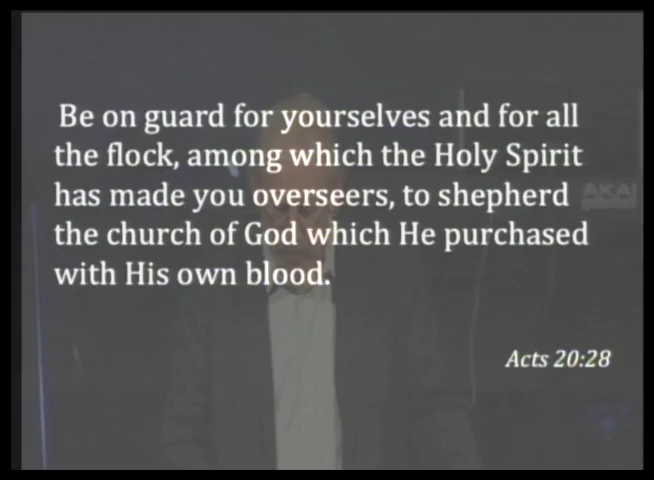 Be on guard for yourselves and for all
the flock, among which the Holy Spirit
has made you overseers, to shepherd
AKAI
the church of God which He purchased
with His own blood.
Acts 20:28